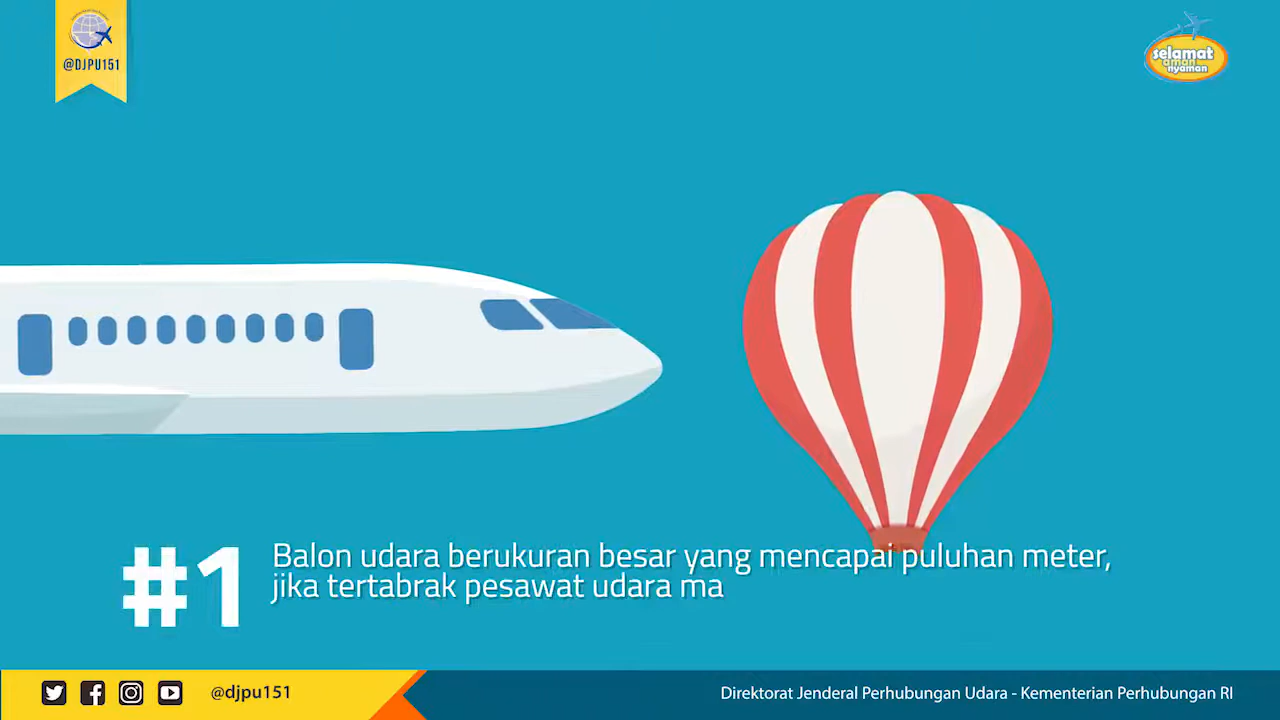 @DJPU151
selamat
aman
nyaman
#1
Balon udara berukuran besar yang mencapai puluhan meter,
jika tertabrak pesawat udara ma
@djpu151
Direktorat Jenderal Perhubungan Udara - Kementerian Perhubungan RI